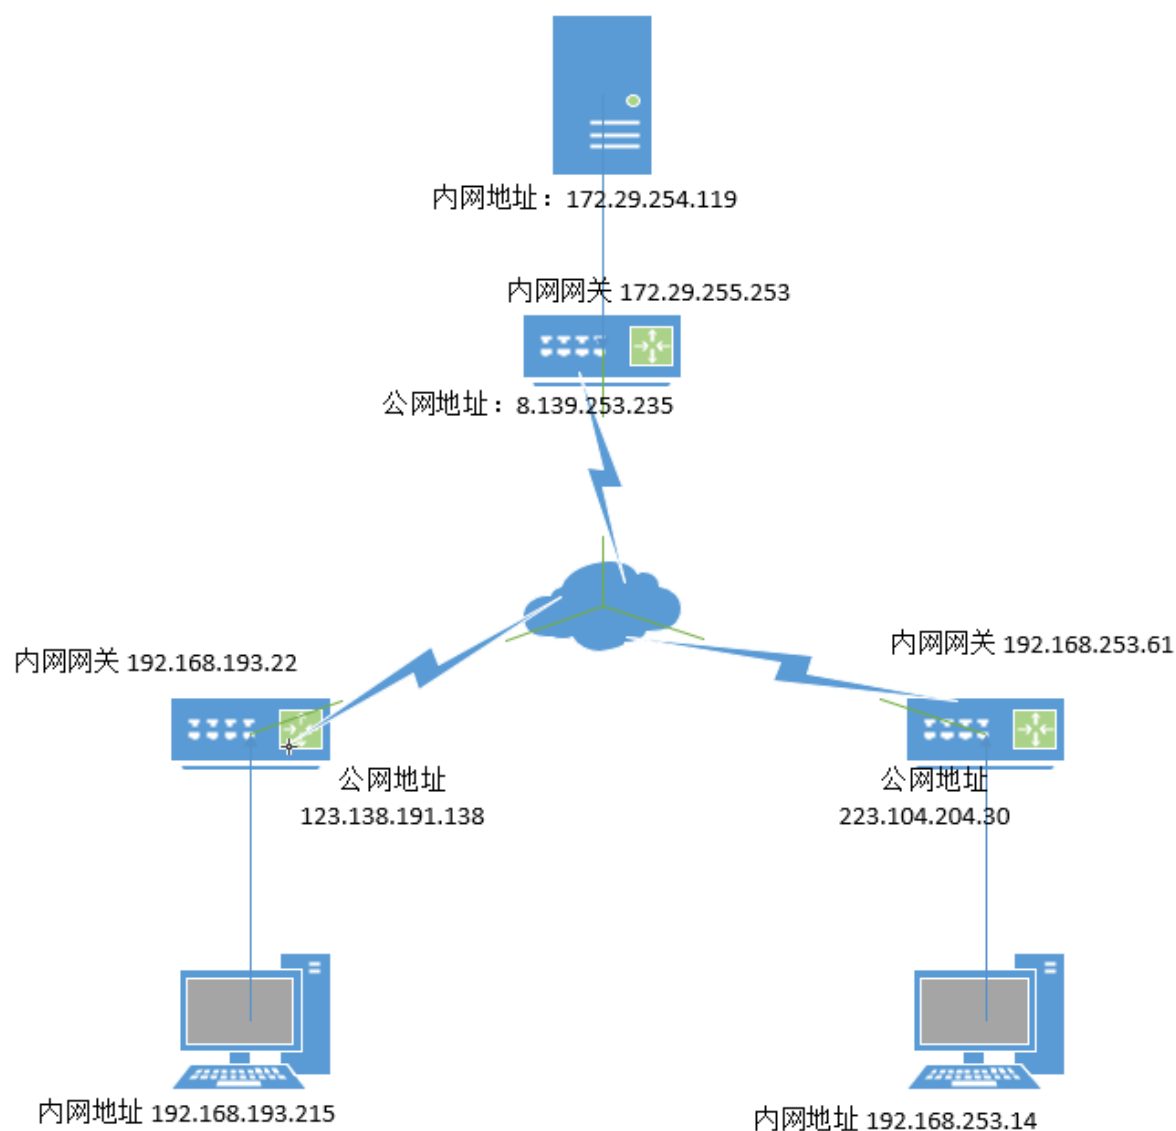 内网地址：172.29.254.119
内网网关 172.29.255.253
公网地址：8.139.253.235
内网网关 192.168.253.61
内网网关 192.168.193.22
公网地址
123.138.191.138
公网地址
223.104.204.30
内网地址 192.168.193.215
内网地址 192.168.253.14